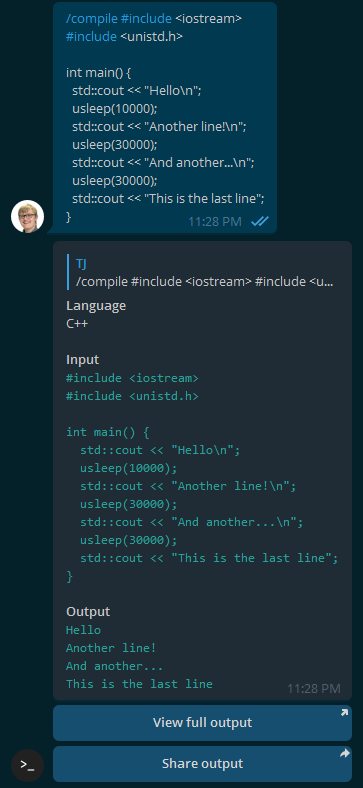 /compile #include <iostream>
#include <unistd.h>

int main() {
  std::cout << "Hello\n";
  usleep(10000);
  std::cout << "Another line!\n";
  usleep(30000);
  std::cout << "And another...\n";
  usleep(30000);
  std::cout << "This is the last line";
}
11:28 PM
TJ
/compile #include <iostream> #include <u...
Language
C++

Input
#include <iostream>
#include <unistd.h>

int main() {
  std::cout << "Hello\n";
  usleep(10000);
  std::cout << "Another line!\n";
  usleep(30000);
  std::cout << "And another...\n";
  usleep(30000);
  std::cout << "This is the last line";
}

Output
Hello
Another line!
And another...
This is the last line
11:28 PM
View full output
>_
Share output